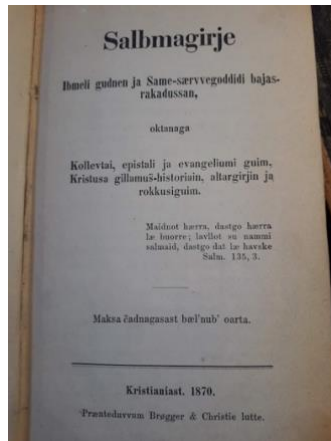 Salbmagirje
Ibmeli gudnen ja Same-særvvegoddidi bajas-
rakadussan,
oktanaga
Kollevtai, epistali ja evangeliumi guim,
Kristusa gillamuš-historiain, altargirjin ja
rokkusiguim.
Maidnot hærra, dastgo hærra
læ buorre; lavllot su nammi
salmaid, dastgo dat læ havske
Salm. 135, 3.
Maksa čadnagasast bæl'nub' oarta.
Kristianiast. 1870.
Prenteduvvum Brøgger & Christie lutte.